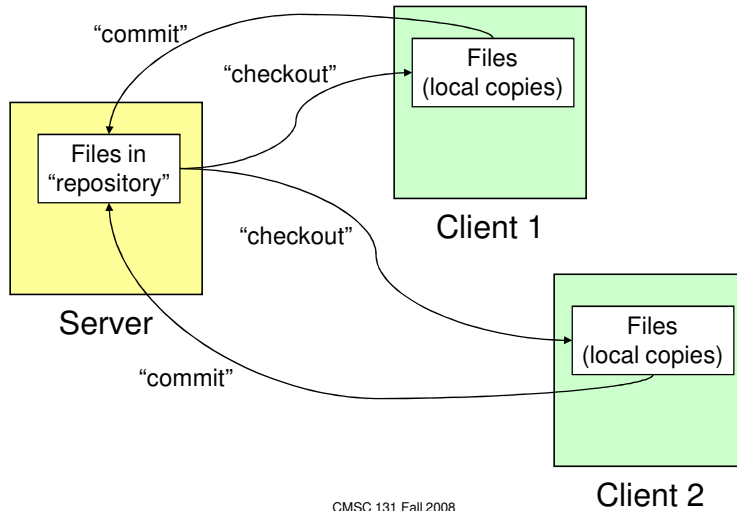 “commit”
“checkout”
Files
(local copies)
Files in
“repository”
Client 1
“checkout”
Server
Files
(local copies)
“commit”
Client 2
CMSC 131 Fall 2008